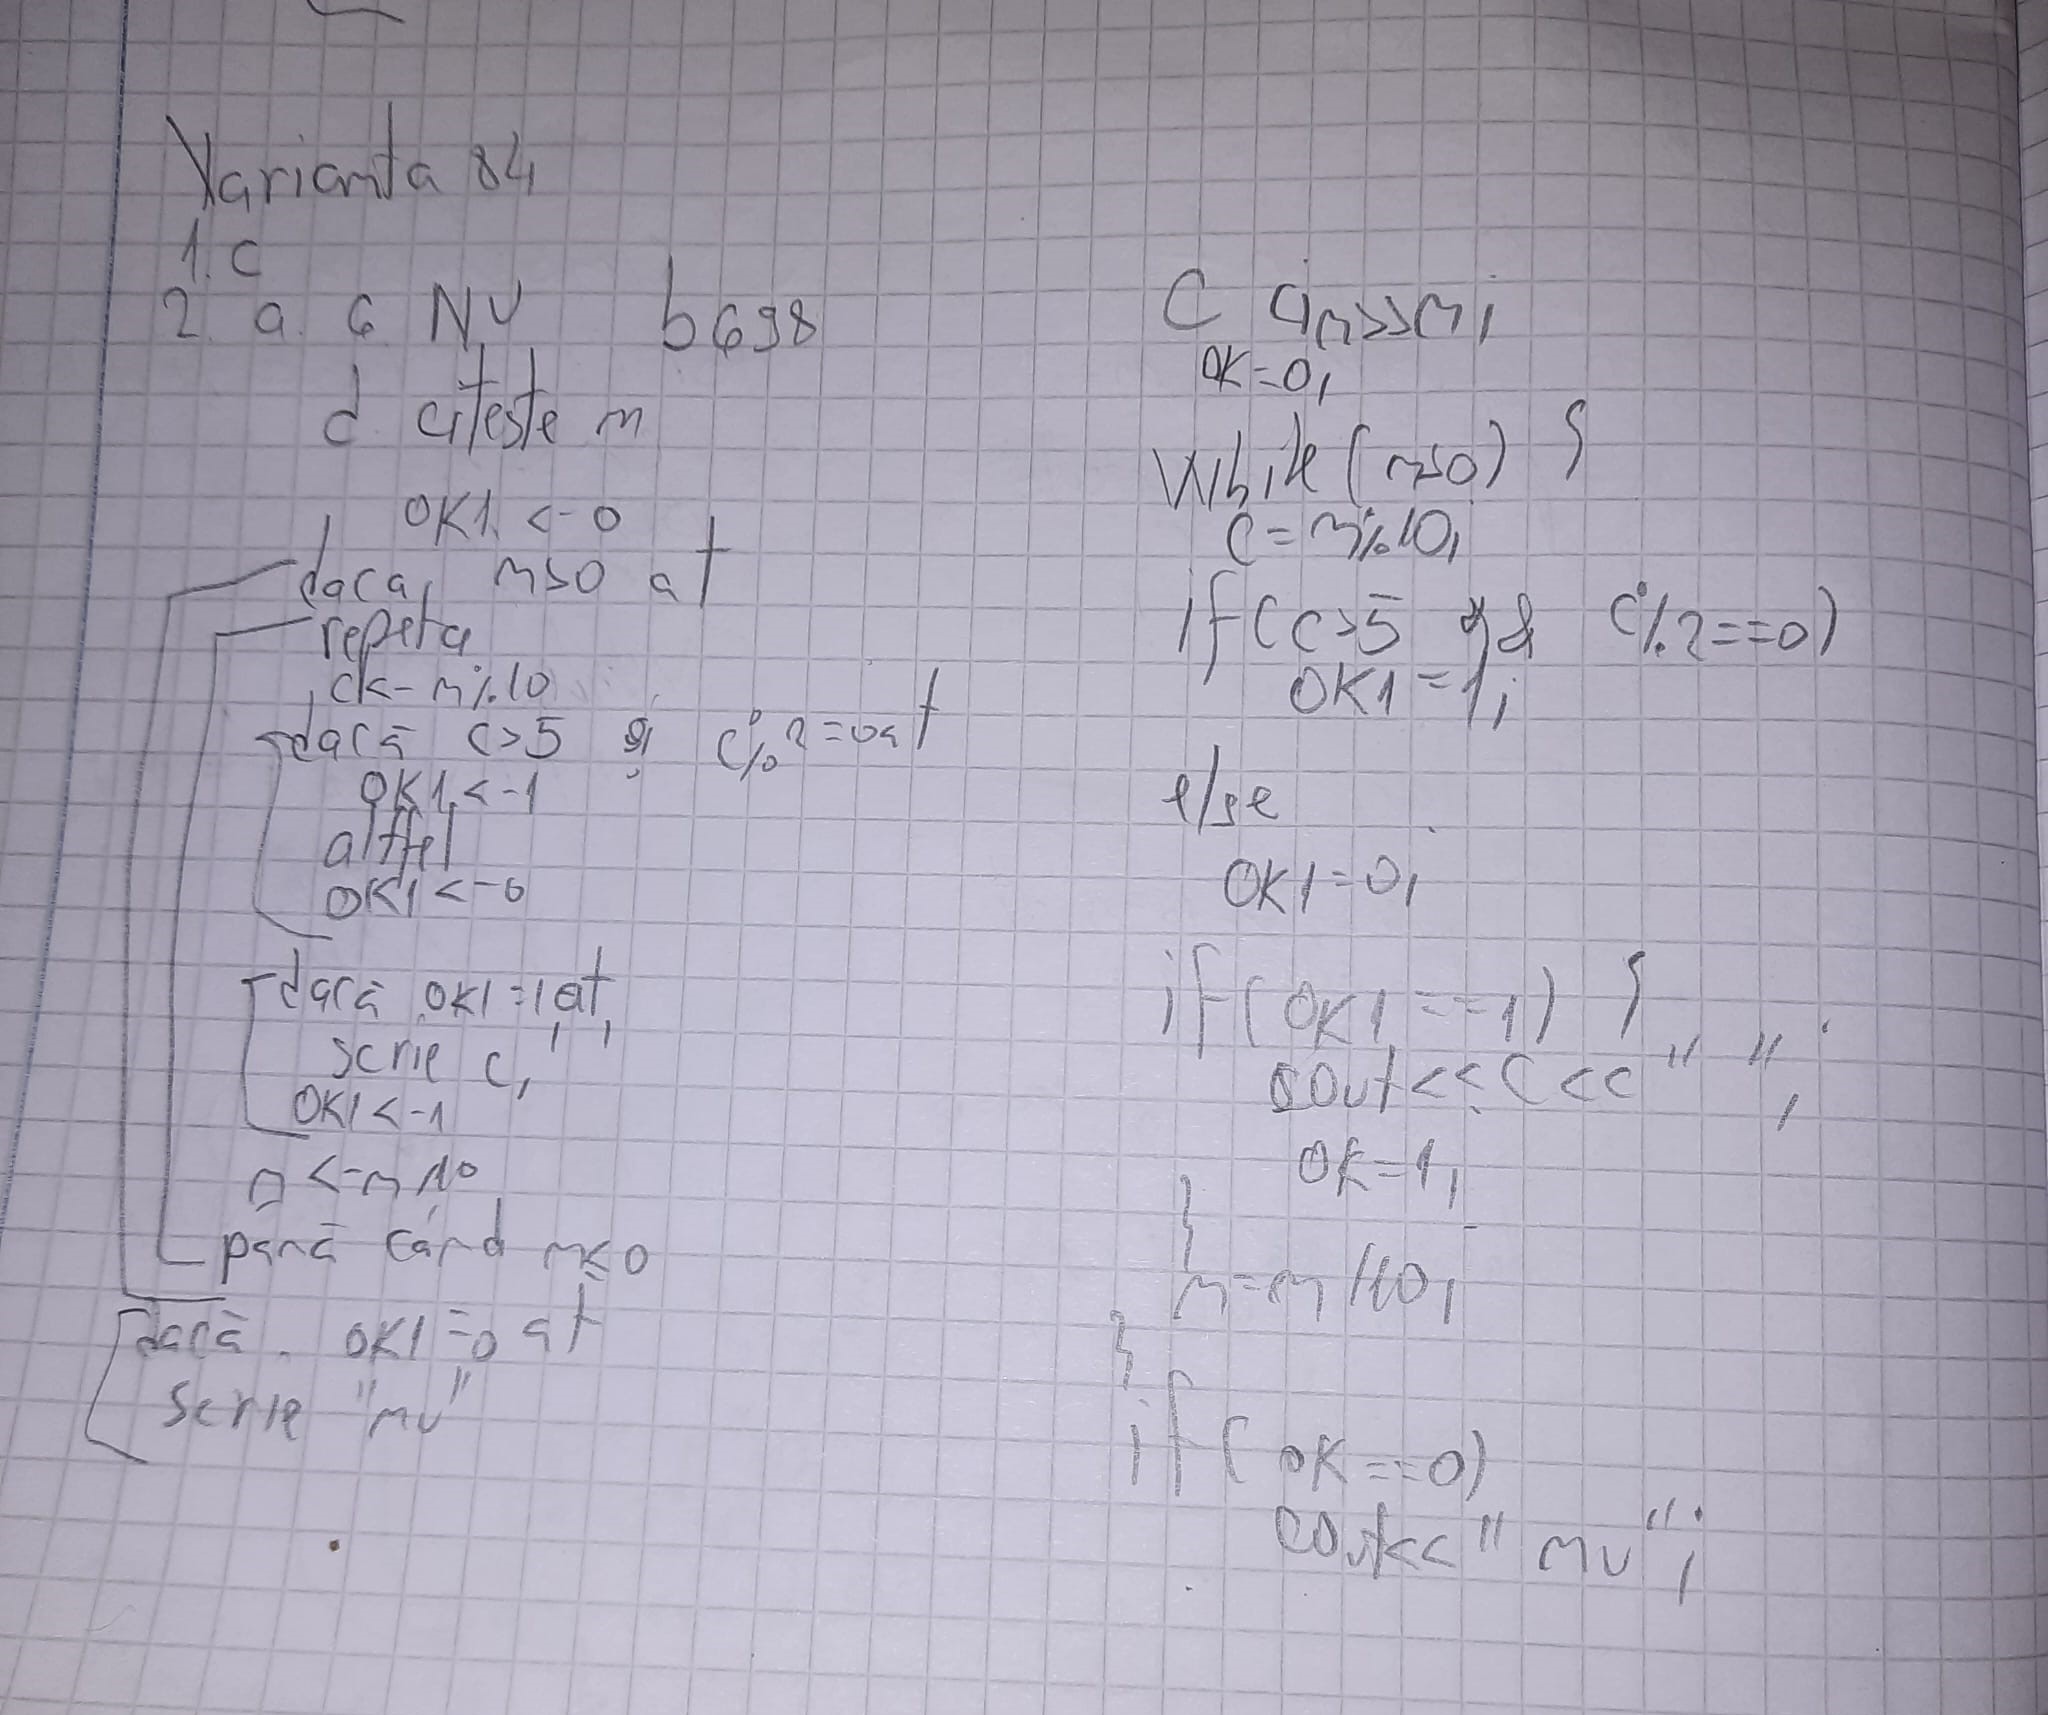 Varianta 84
1. C
2. a. 6 NU b 698
d citeste n
OK1 <-0
daca n>0 at
repeta
c<-n%10
dacă c>5 și c%2=0 at
OK1<-1
altfel
OK1<-0
dacă OK1=1 at
scrie c, ' ',
OK1<-1
n<-n/10
până când n≤0
dacă OK1=0 at
scrie "nu"
C cin>>n;
OK=0;
While(n>0) {
c=n%10;
if(c>5 && c%2==0)
OK1=1;
else
OK1=0;
if(OK1==1) {
cout<<c<<" ";
OK=1;
}
n=n/10;
}
if(OK==0)
cout<<"nu";